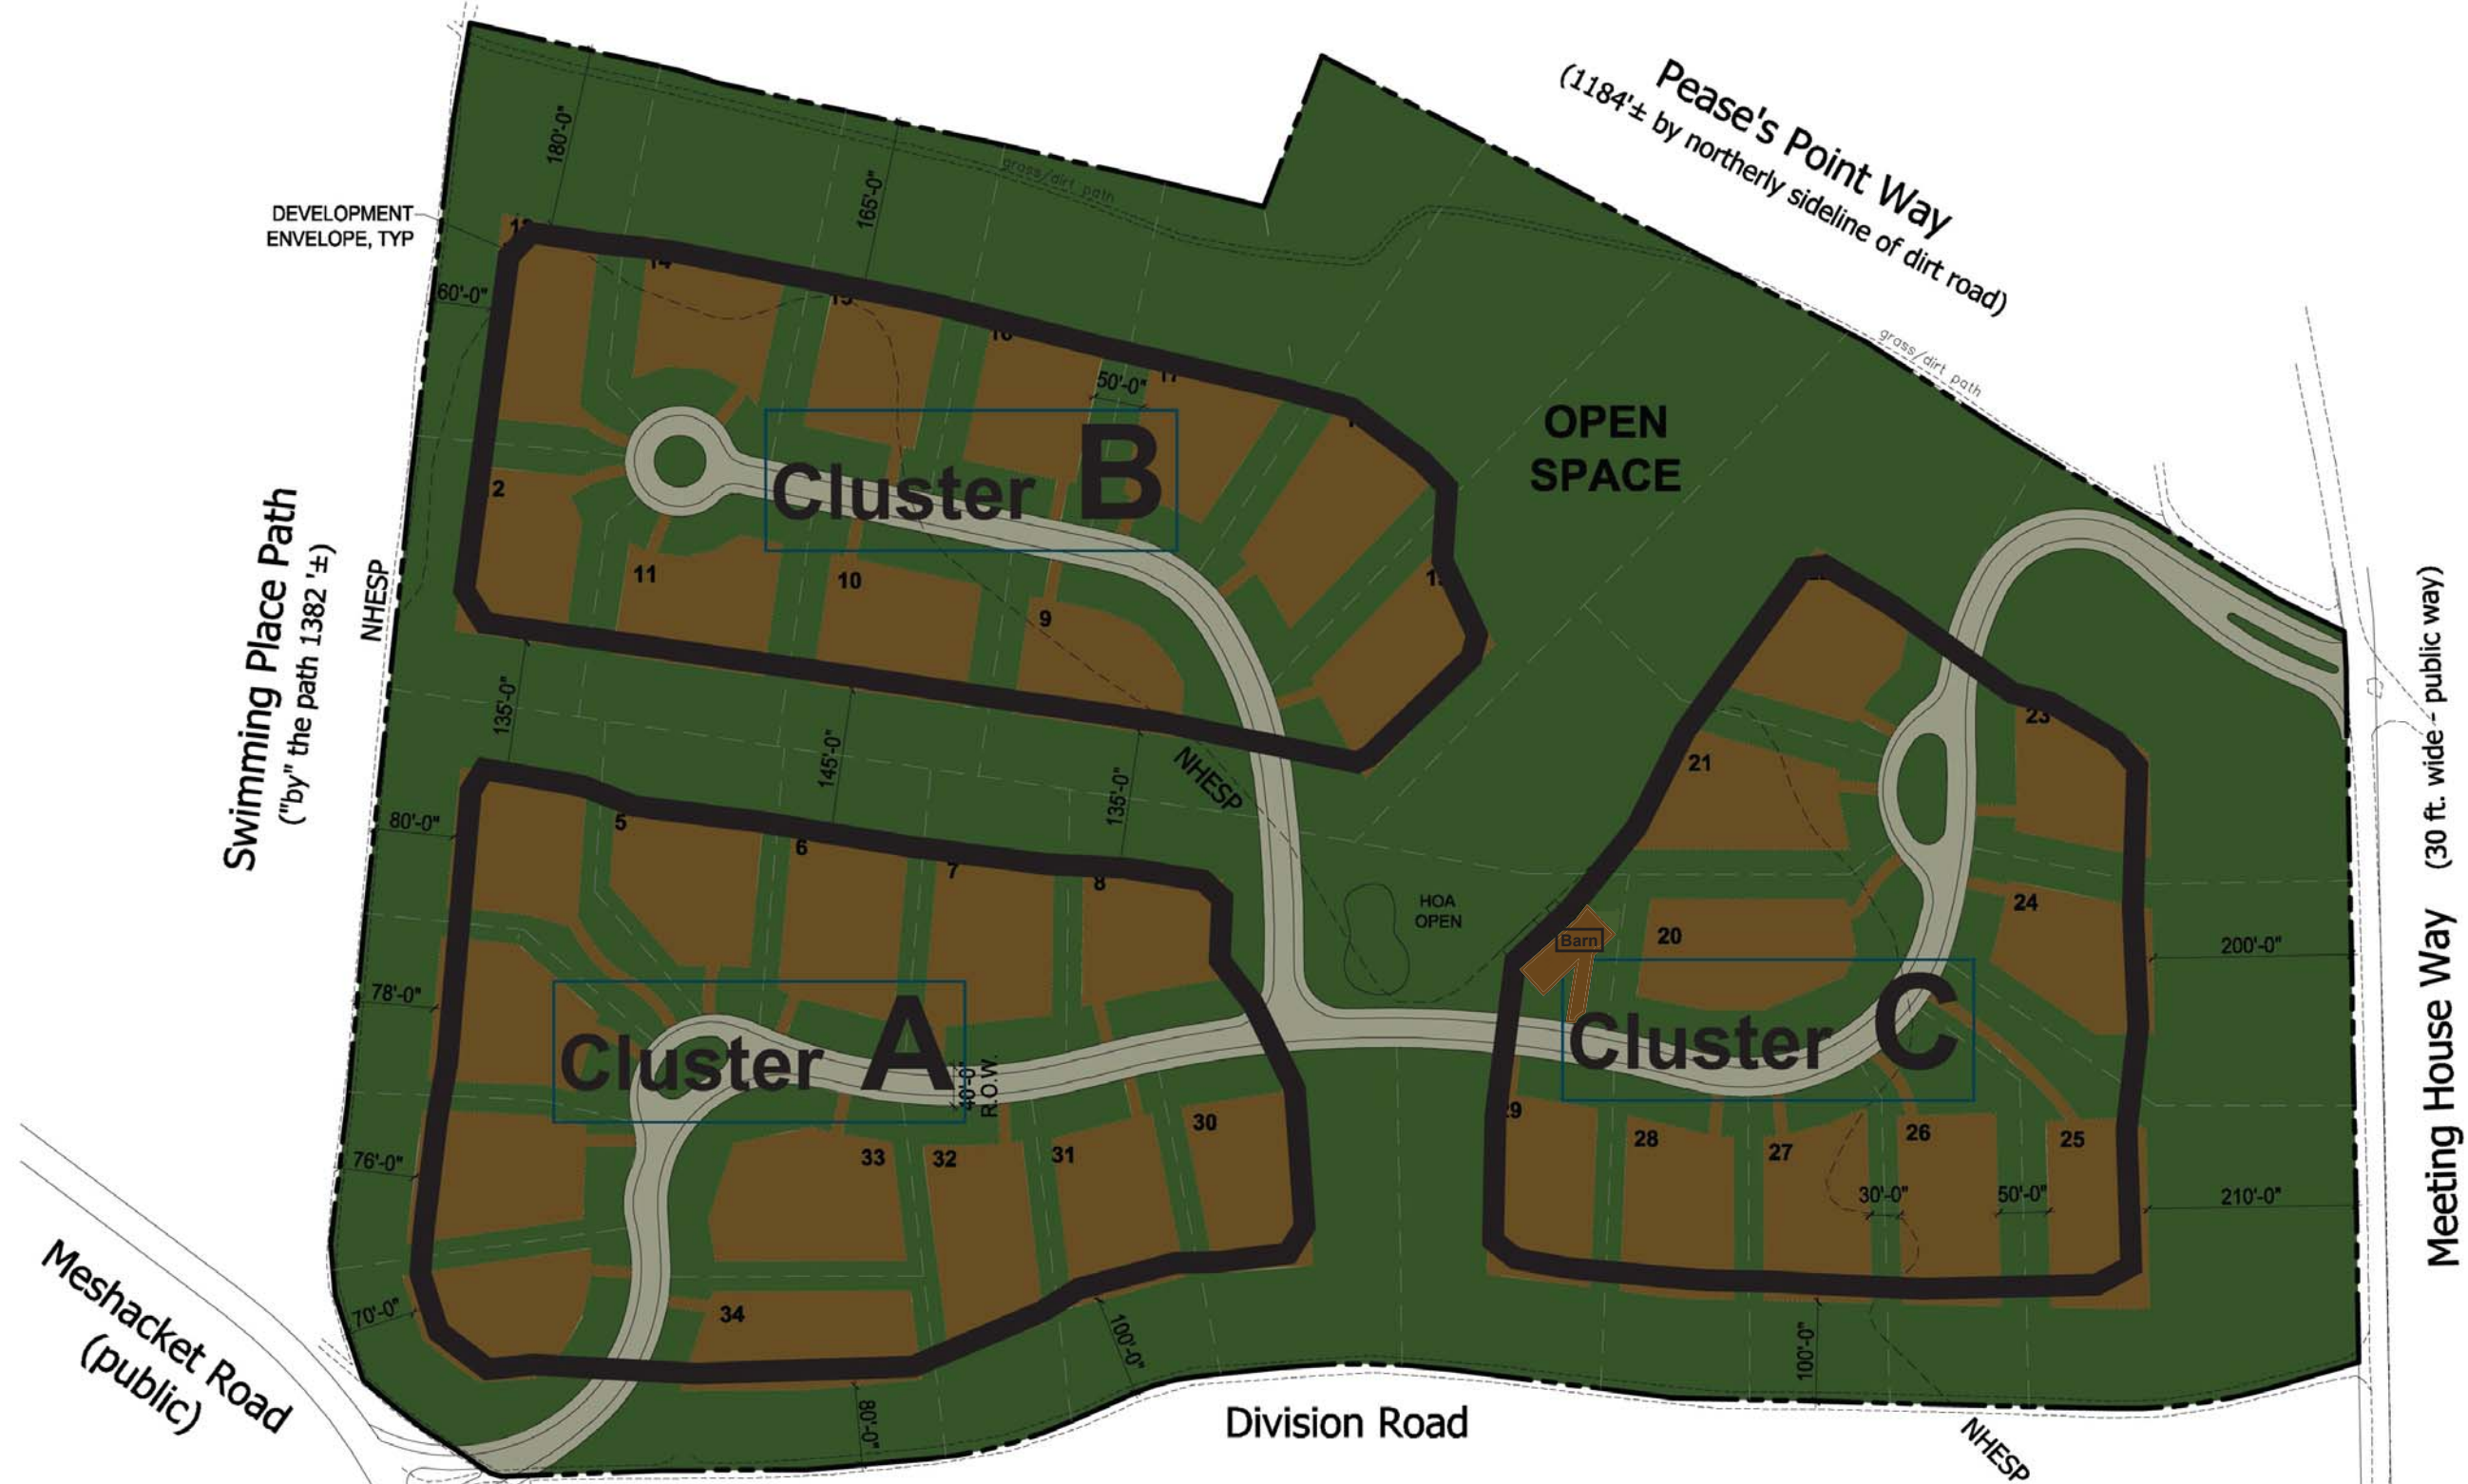 Pease's Point Way
(1184'± by northerly sideline of dirt road)
180'-0"
165'-0"
grass/dirt path
DEVELOPMENT
ENVELOPE, TYP
60'-0"
14
50'-0"
17
grass/dirt path
OPEN
SPACE
Cluster B
2
11
10
9
Swimming Place Path
("by" the path 1382 '±)
NHESP
135'-0"
145'-0"
135'-0"
NHESP
23
21
80'-0"
5
6
7
8
HOA
OPEN
Barn
20
24
200'-0"
Meeting House Way (30 ft. wide - public way)
78'-0"
Cluster A
40'-0"
R.O.W.
Cluster C
76'-0"
33
32
31
30
28
27
26
25
30'-0"
50'-0"
210'-0"
70'-0"
34
100'-0"
100'-0"
80'-0"
Meshacket Road
(public)
Division Road
NHESP